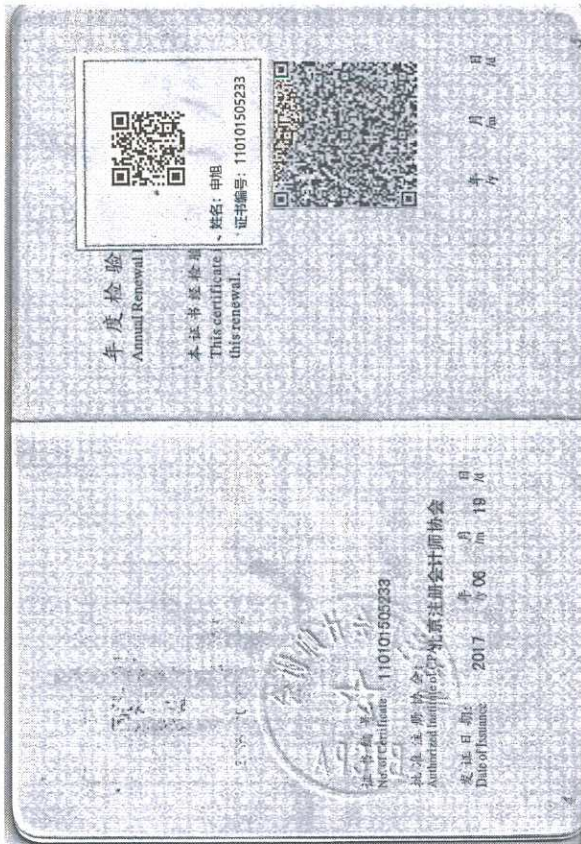 年度检验
Annual Renewal
本证书经检验
This certificate i
this renewal.
姓名：申旭
证书编号：110101505233
年 月 日
/y /m /d
证书编号:
No. of Certificate
110101505233
批准注册协会:
Authorized Institute of CPAs
北京注册会计师协会
发证日期:
Date of Issuance
2017 年 06 月 19 日
/y /m /d
4
5